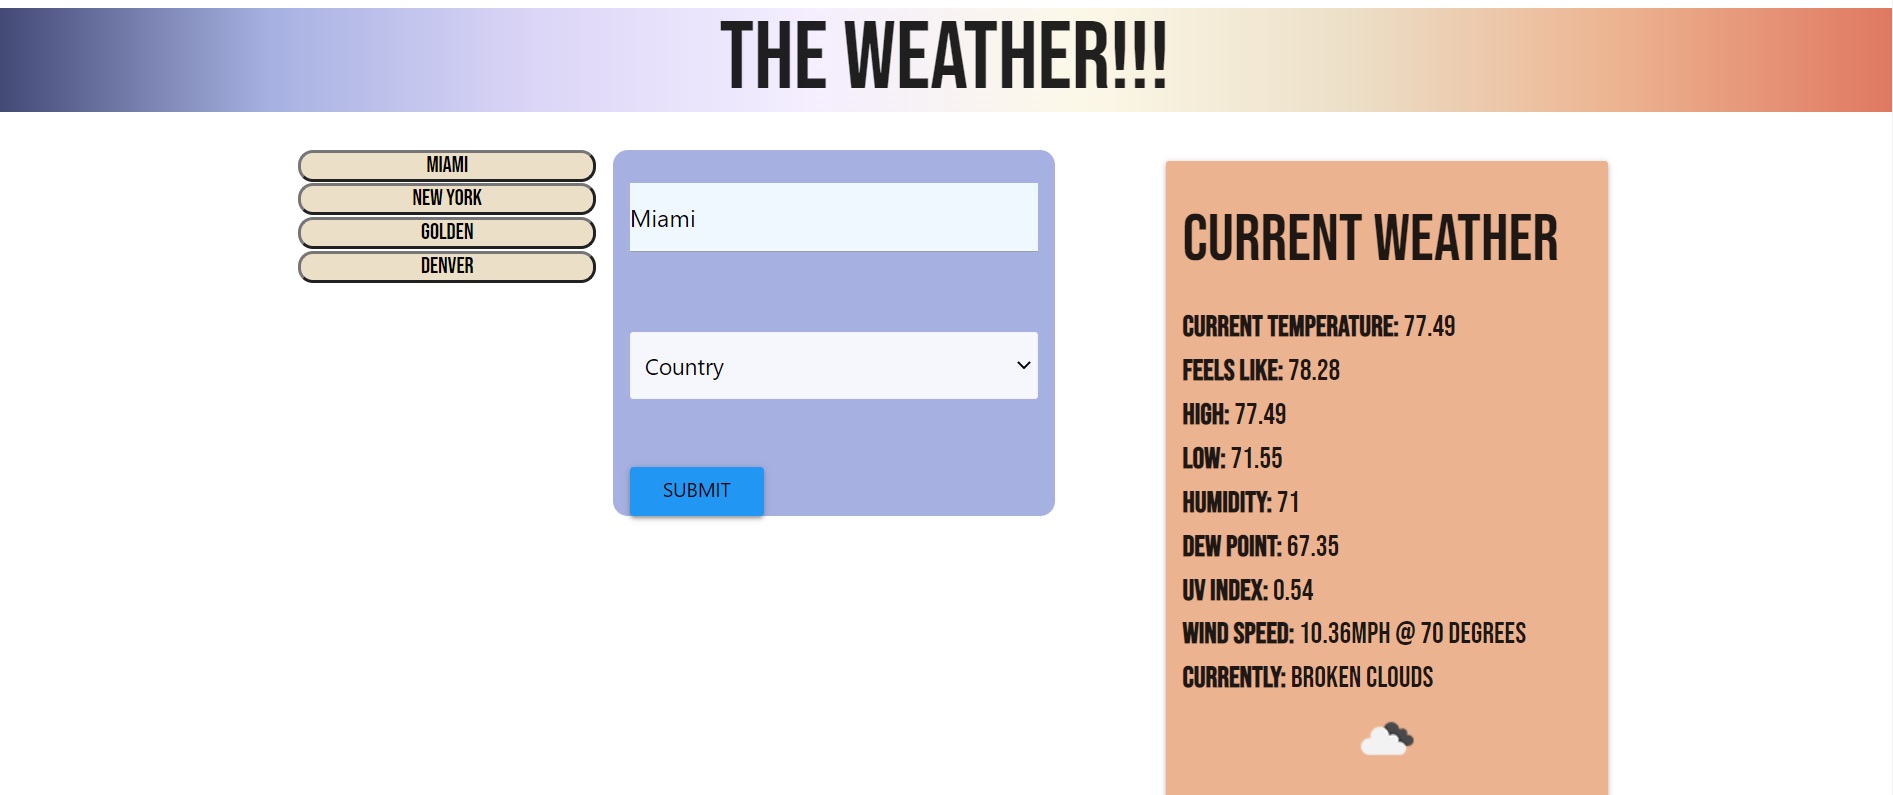 THE WEATHER!!!
MIAMI
NEW YORK
GOLDEN
DENVER
Miami
Country
SUBMIT
CURRENT WEATHER
CURRENT TEMPERATURE: 77.49
FEELS LIKE: 78.28
HIGH: 77.49
LOW: 71.55
HUMIDITY: 71
DEW POINT: 67.35
UV INDEX: 0.54
WIND SPEED: 10.36MPH @ 70 DEGREES
CURRENTLY: BROKEN CLOUDS